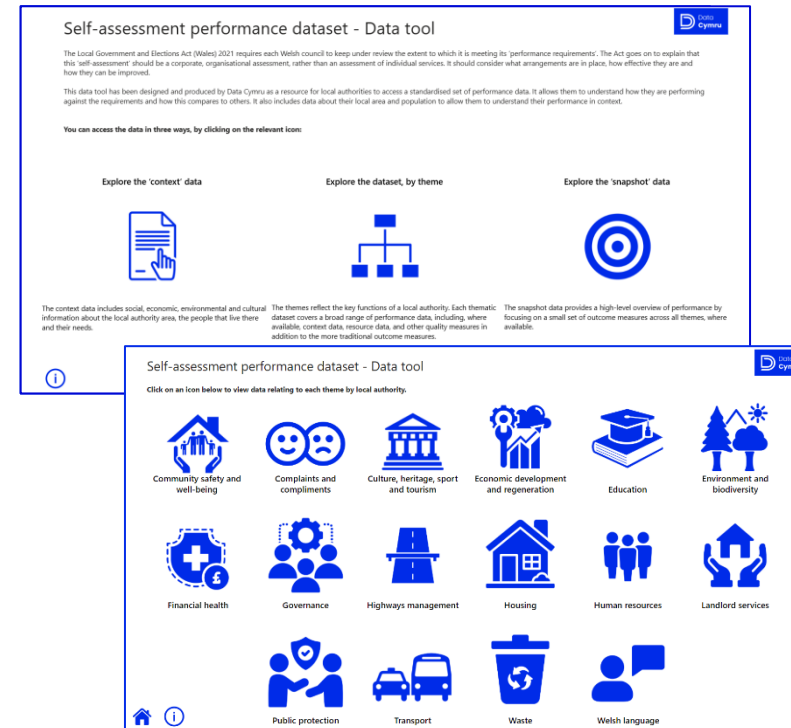 Self-assessment performance dataset - Data tool
Data
Cymru
The Local Government and Elections Act (Wales) 2021 requires each Welsh council to keep under review the extent to which it is meeting its 'performance requirements'. The Act goes on to explain that
this 'self-assessment' should be a corporate, organisational assessment, rather than an assessment of individual services. It should consider what arrangements are in place, how effective they are and
how they can be improved.
This data tool has been designed and produced by Data Cymru as a resource for local authorities to access a standardised set of performance data. It allows them to understand how they are performing
against the requirements and how this compares to others. It also includes data about their local area and population to allow them to understand their performance in context.
You can access the data in three ways, by clicking on the relevant icon:
Explore the 'context' data
Explore the dataset, by theme
Explore the 'snapshot' data
The context data includes social, economic, environmental and cultural
information about the local authority area, the people that live there
and their needs.
The themes reflect the key functions of a local authority. Each thematic
dataset covers a broad range of performance data, including, where
available, context data, resource data, and other quality measures in
addition to the more traditional outcome measures.
The snapshot data provides a high-level overview of performance by
focusing on a small set of outcome measures across all themes, where
available.
Self-assessment performance dataset - Data tool
Click on an icon below to view data relating to each theme by local authority.
Community safety and
well-being
Complaints and
compliments
Culture, heritage, sport
and tourism
Economic development
and regeneration
Education
Environment and
biodiversity
£
Financial health
Governance
Highways management
Housing
Human resources
Landlord services
Public protection
Transport
Waste
Welsh language